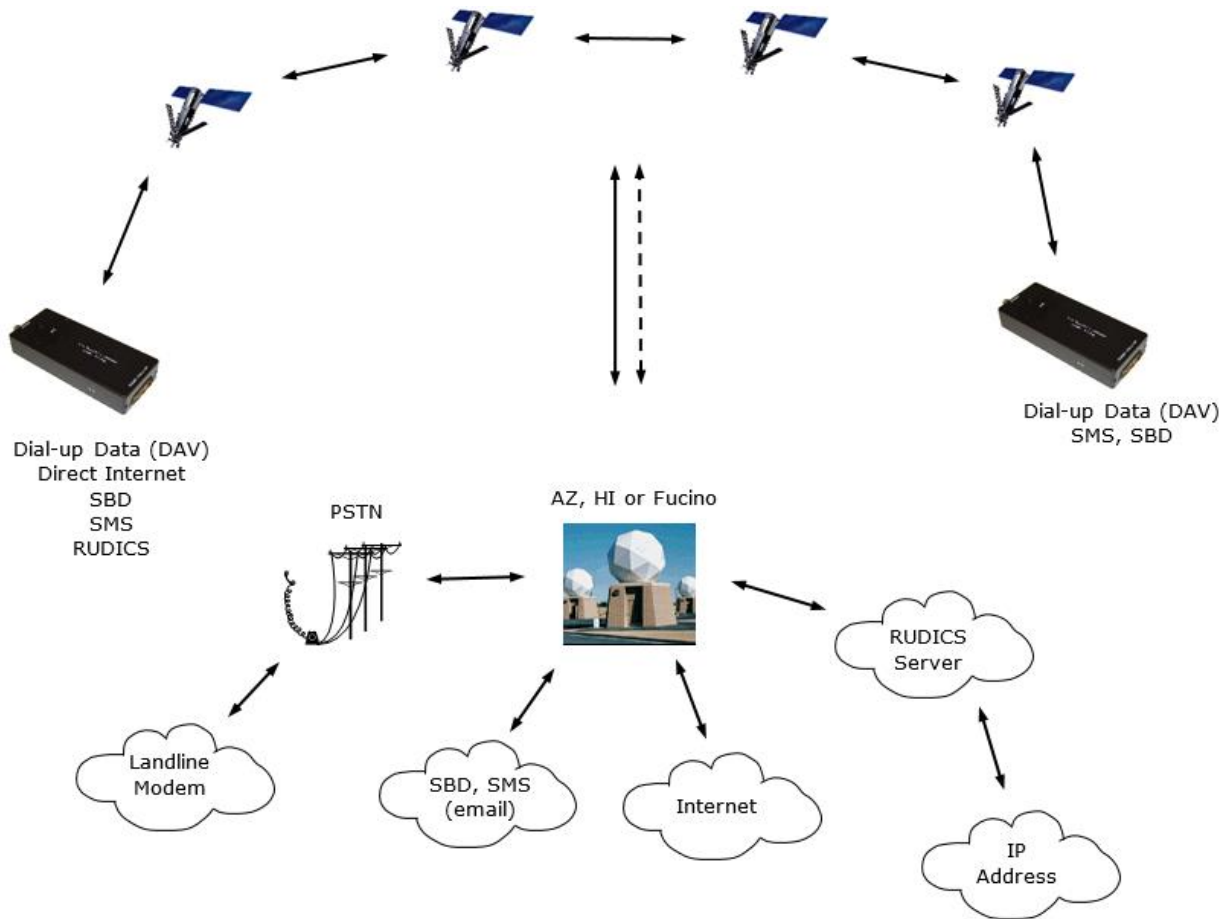 Dial-up Data (DAV)
Direct Internet
SBD
SMS
RUDICS
Dial-up Data (DAV)
SMS, SBD
PSTN
AZ, HI or Fucino
RUDICS
Server
Landline
Modem
SBD, SMS
(email)
Internet
IP
Address